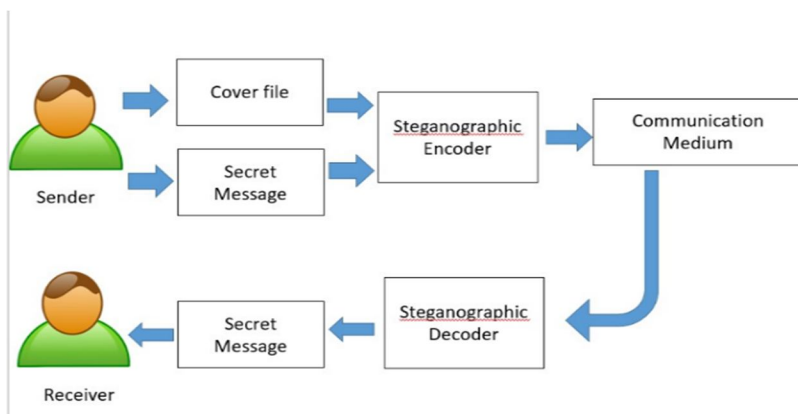 Cover file
Steganographic
Encoder
Communication
Medium
Secret
Message
Sender
Steganographic
Decoder
Secret
Message
Receiver